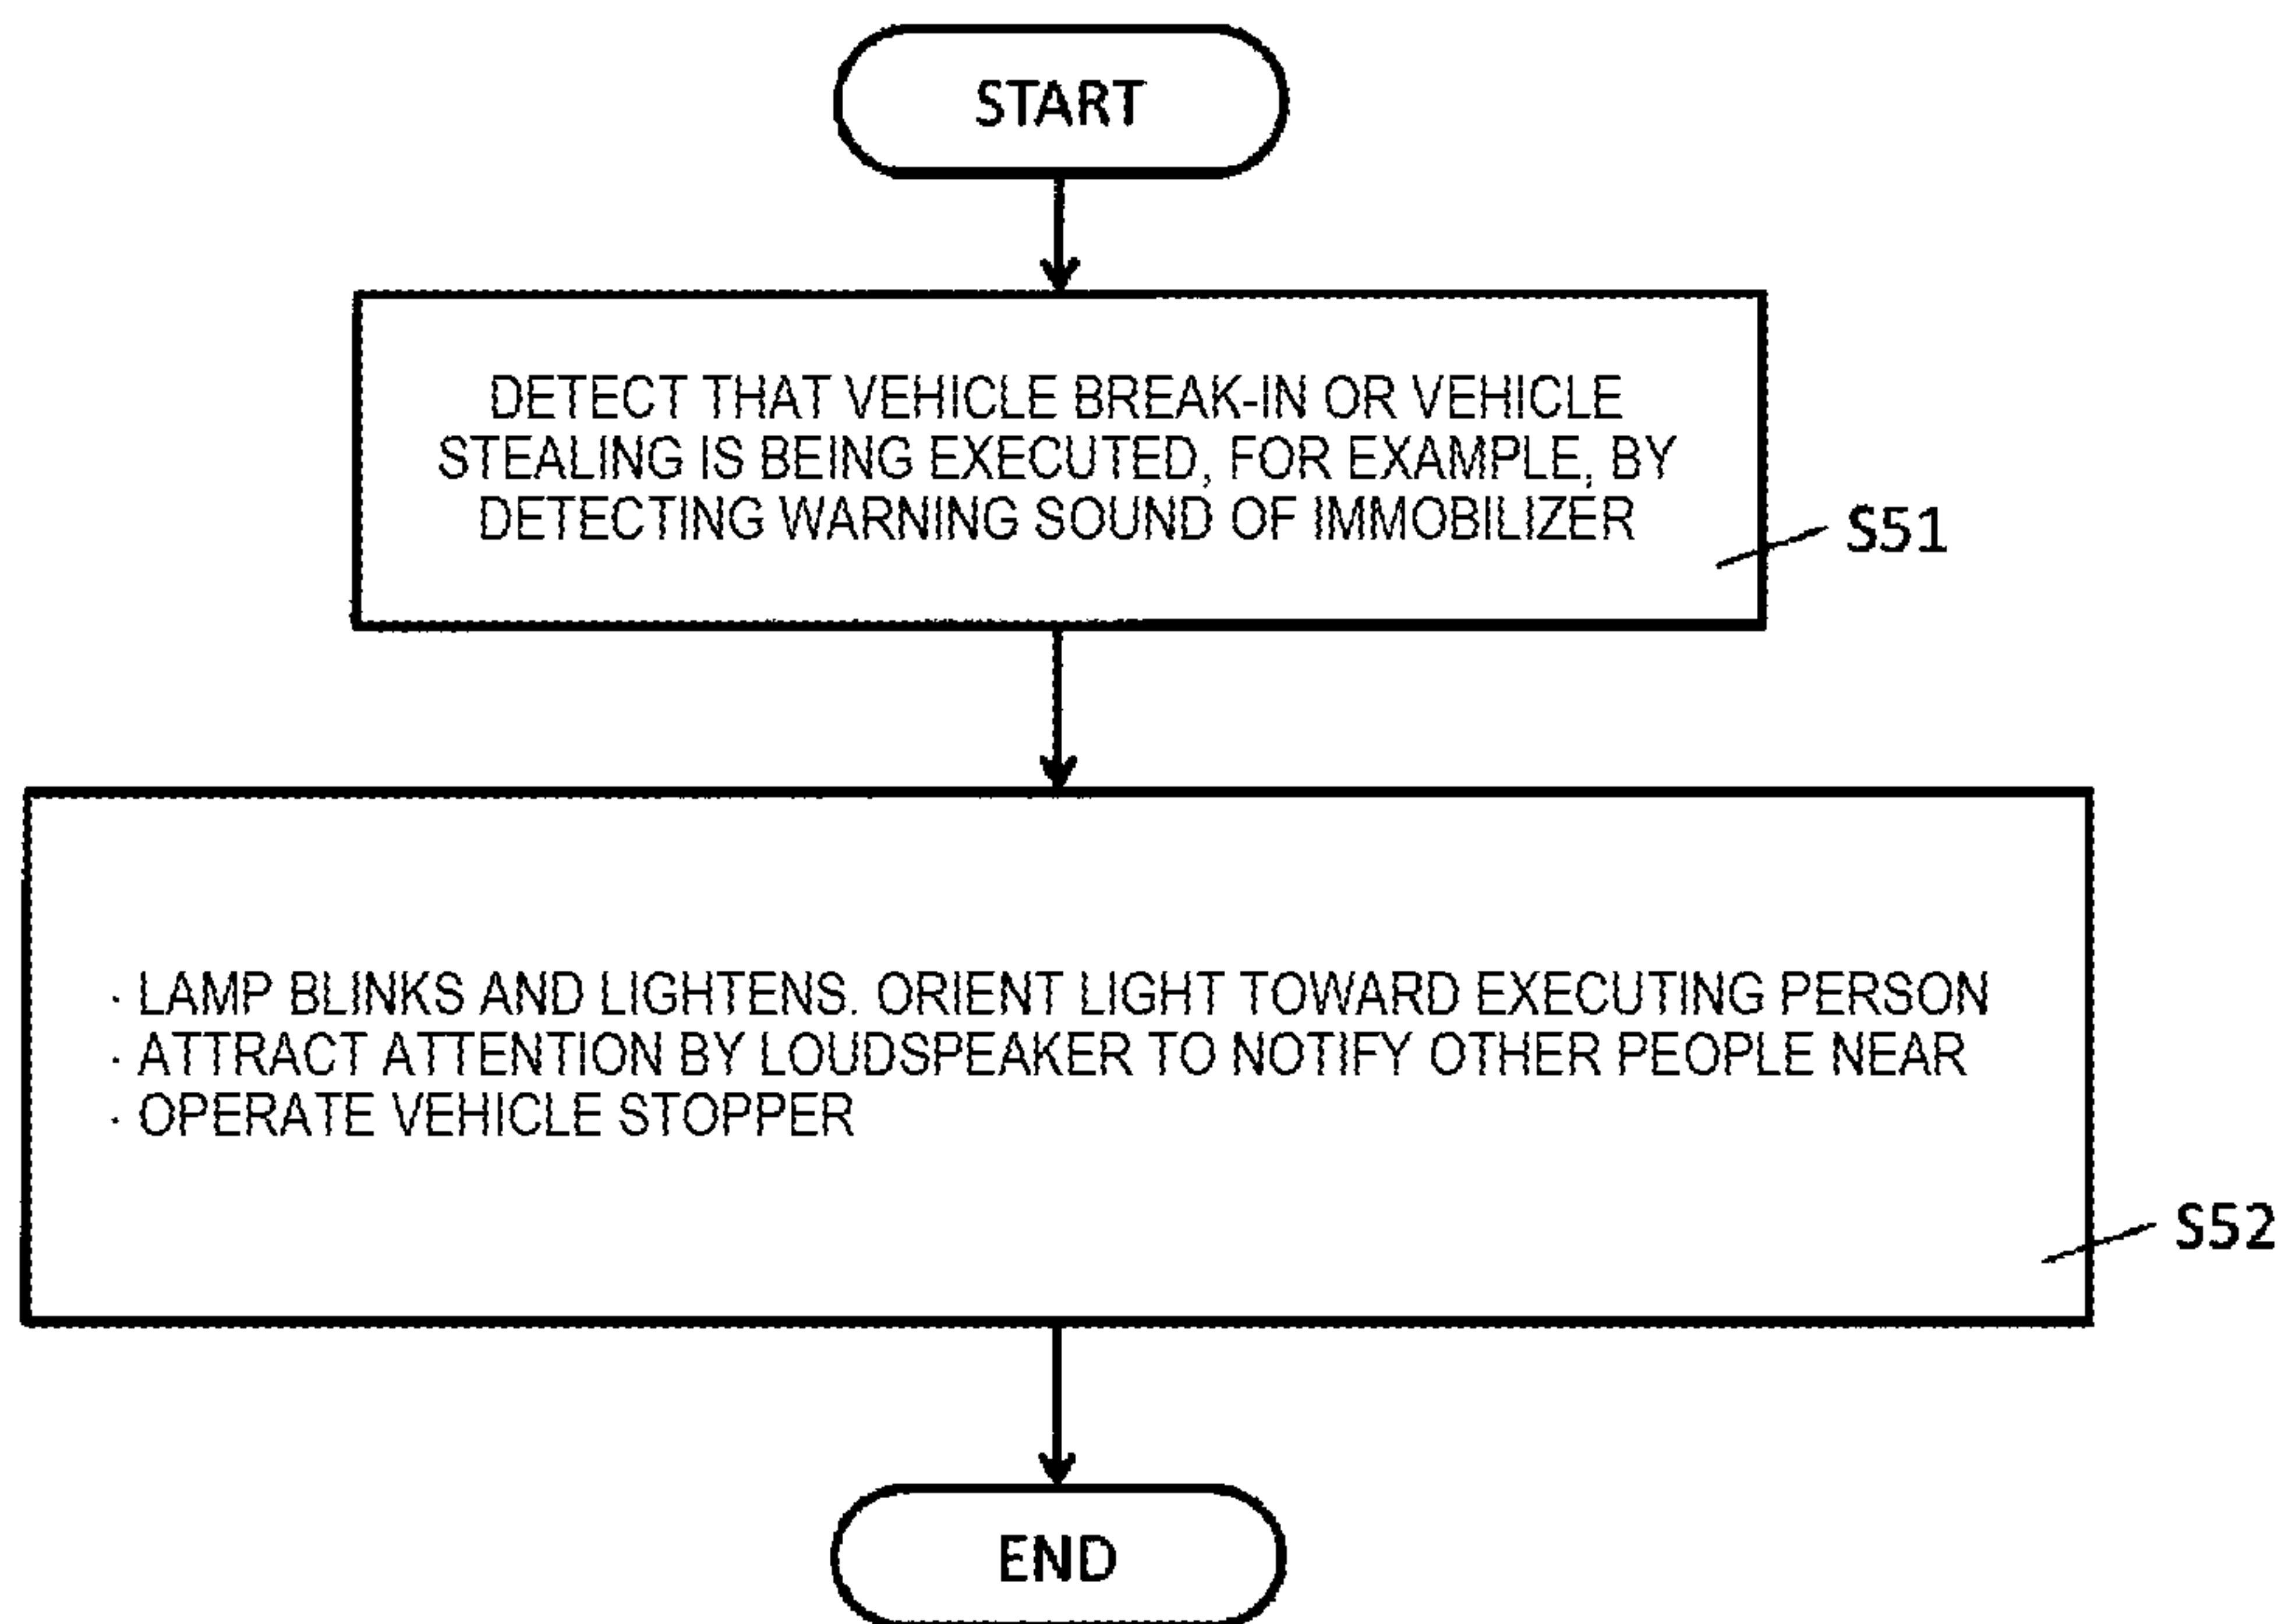 START
DETECT THAT VEHICLE BREAK-IN OR VEHICLE
STEALING IS BEING EXECUTED, FOR EXAMPLE, BY
DETECTING WARNING SOUND OF IMMOBILIZER
S51
· LAMP BLINKS AND LIGHTENS. ORIENT LIGHT TOWARD EXECUTING PERSON
· ATTRACT ATTENTION BY LOUDSPEAKER TO NOTIFY OTHER PEOPLE NEAR
· OPERATE VEHICLE STOPPER
S52
END